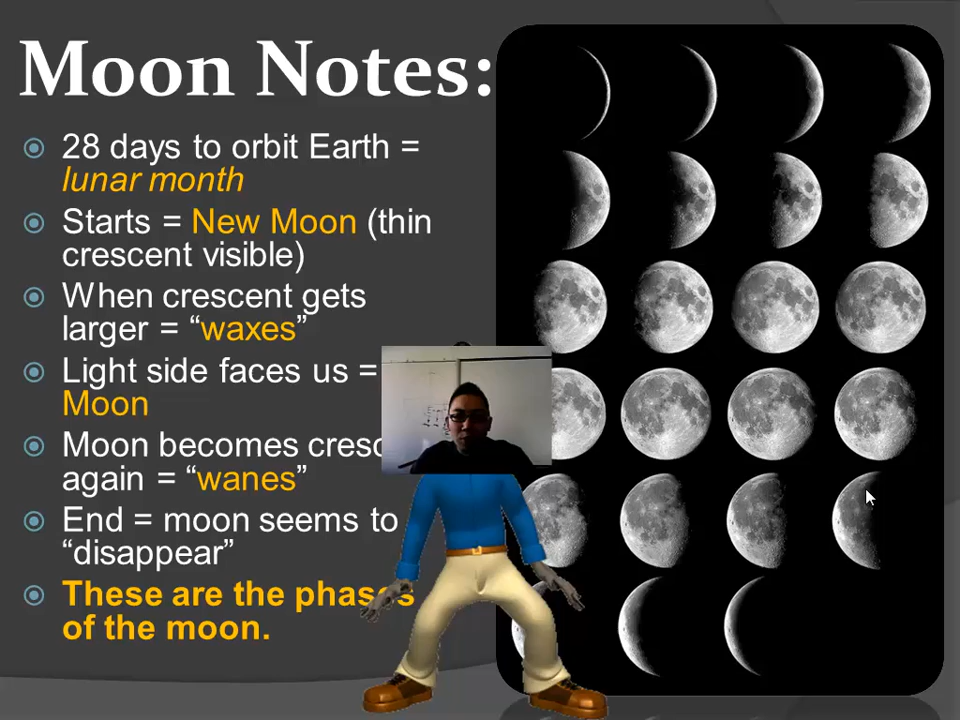 Moon Notes:
28 days to orbit Earth =
lunar month
Starts = New Moon (thin
crescent visible)
When crescent gets
larger = “waxes”
Light side faces us =
Moon
Moon becomes
again = “wanes”
End = moon seems to
“disappear”
These are the phases
of the moon.